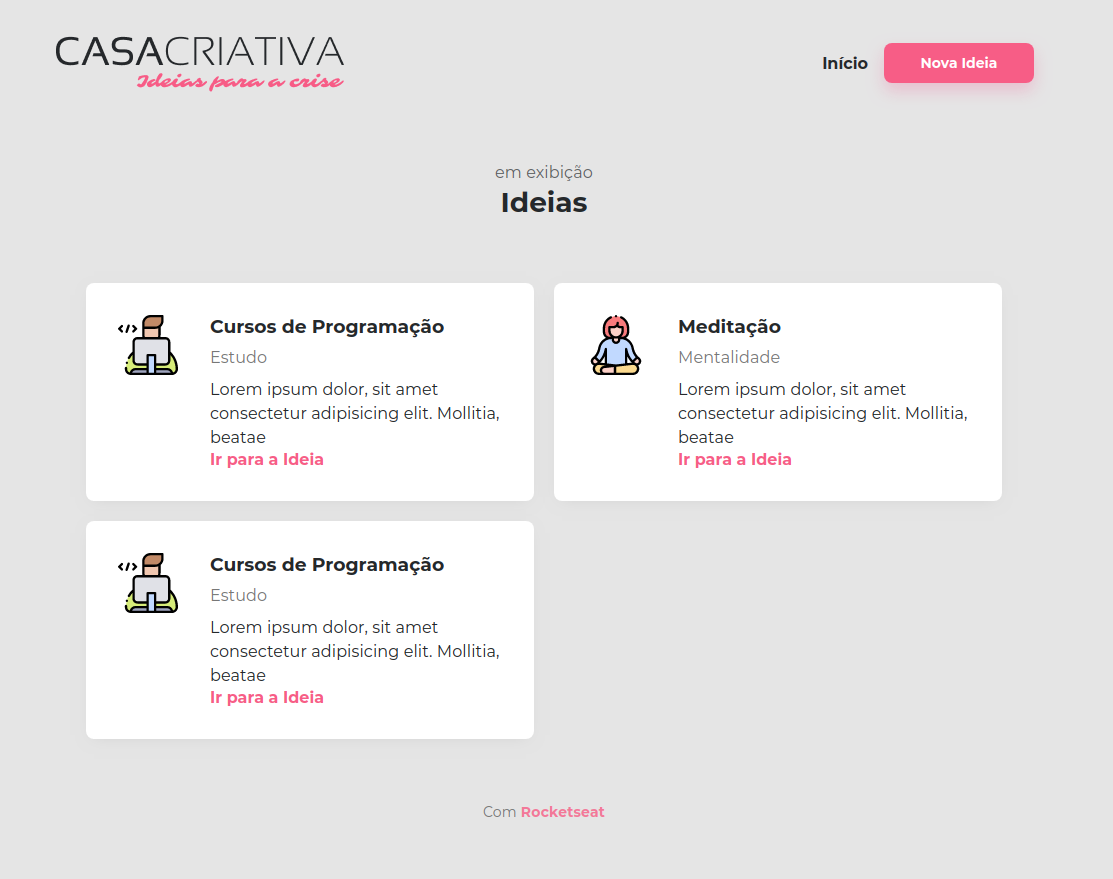 CASACRIATIVA
Ideias para a crise
Início
Nova Ideia
em exibição
Ideias
Cursos de Programação
Estudo
Lorem ipsum dolor, sit amet
consectetur adipisicing elit. Mollitia,
beatae
Ir para a Ideia
Meditação
Mentalidade
Lorem ipsum dolor, sit amet
consectetur adipisicing elit. Mollitia,
beatae
Ir para a Ideia
Cursos de Programação
Estudo
Lorem ipsum dolor, sit amet
consectetur adipisicing elit. Mollitia,
beatae
Ir para a Ideia
Com Rocketseat